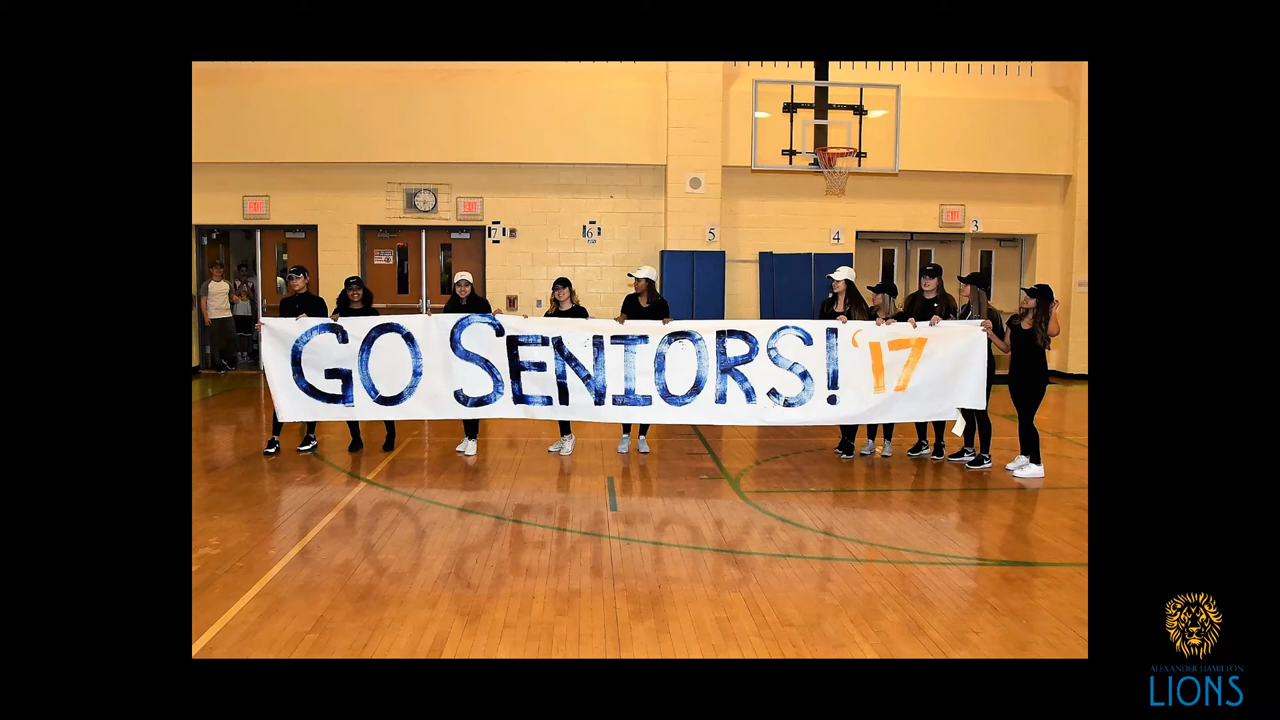 EXIT
EXIT
EXIT
7
6
5
4
3
GO SENIORS! '17
ALEXANDER HAMILTON
LIONS